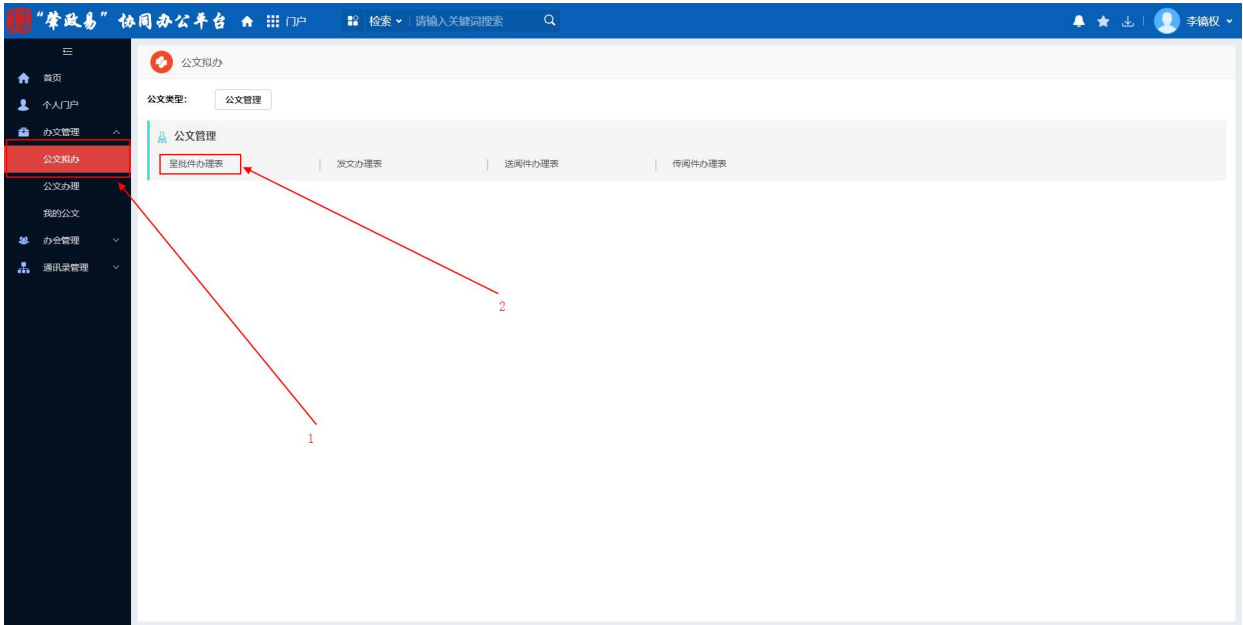 “肇政易”协同办公平台 门户 检索 请输入关键词搜索 李镐权
首页
个人门户
办文管理
公文拟办
公文办理
我的公文
办会管理
通讯录管理
公文拟办
公文类型: 公文管理
公文管理
呈批件办理表 发文办理表 送阅件办理表 传阅件办理表
2
1